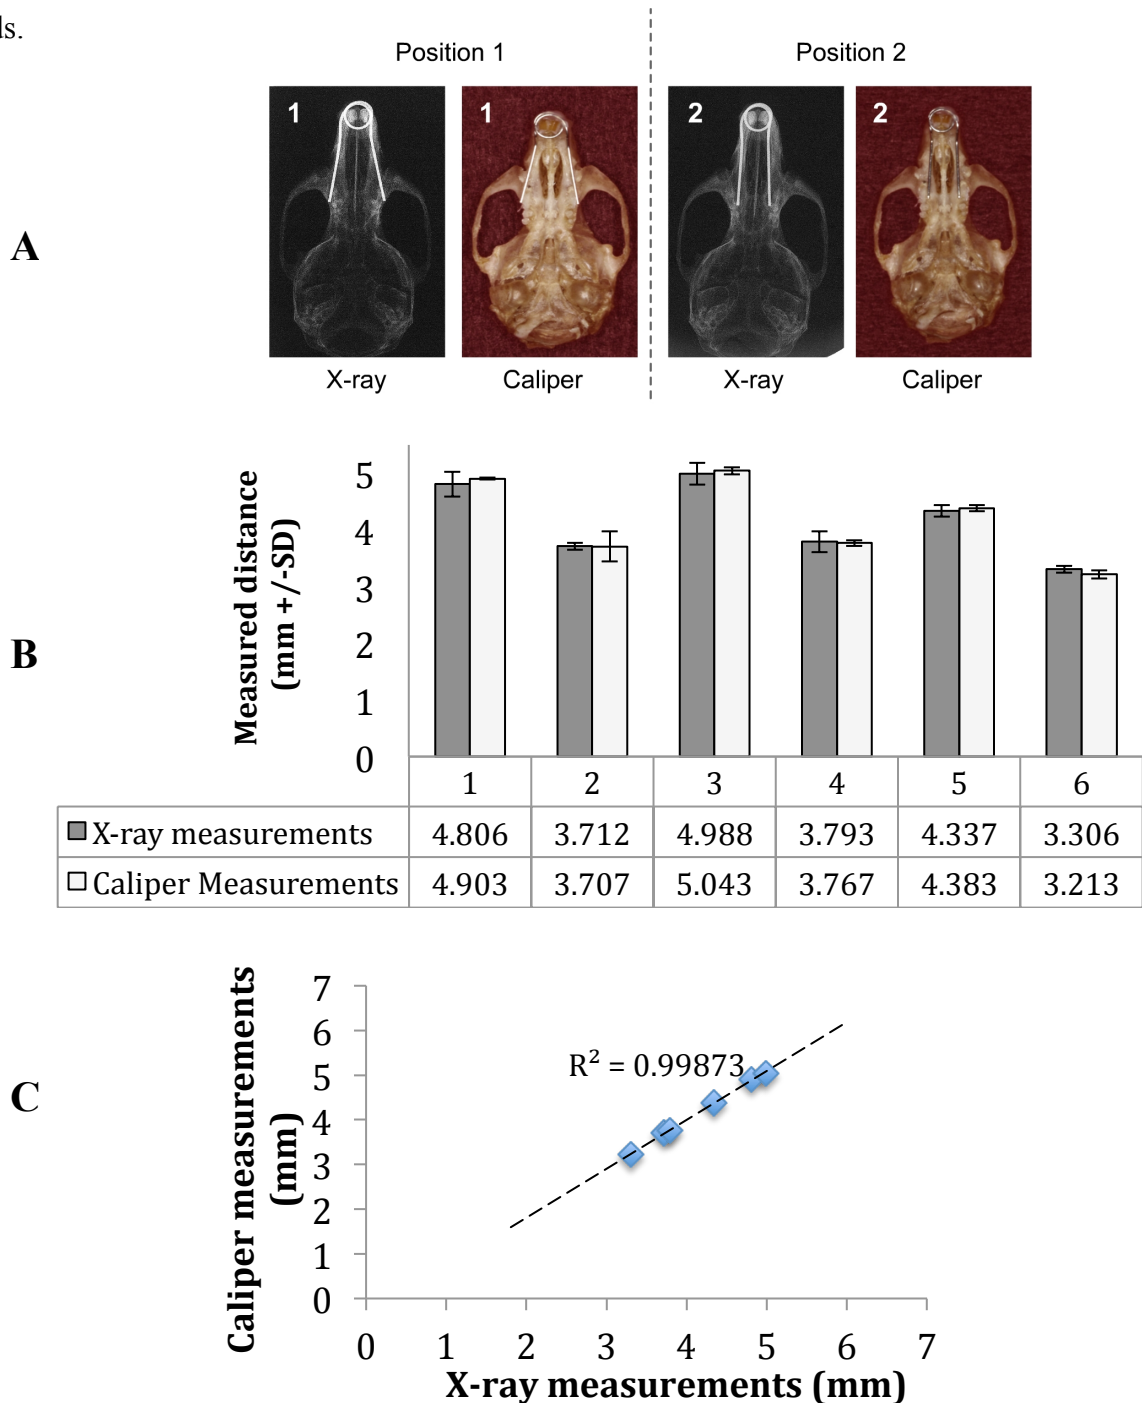 ds.
Position 1
Position 2
1
1
2
2
A
X-ray
Caliper
X-ray
Caliper
B
Measured distance
(mm +/-SD)
5
4
3
2
1
0
1 2 3 4 5 6
X-ray measurements 4.806 3.712 4.988 3.793 4.337 3.306
Caliper Measurements 4.903 3.707 5.043 3.767 4.383 3.213
C
Caliper measurements
(mm)
7
6
5
4
3
2
1
0
R² = 0.99873
0 1 2 3 4 5 6 7
X-ray measurements (mm)